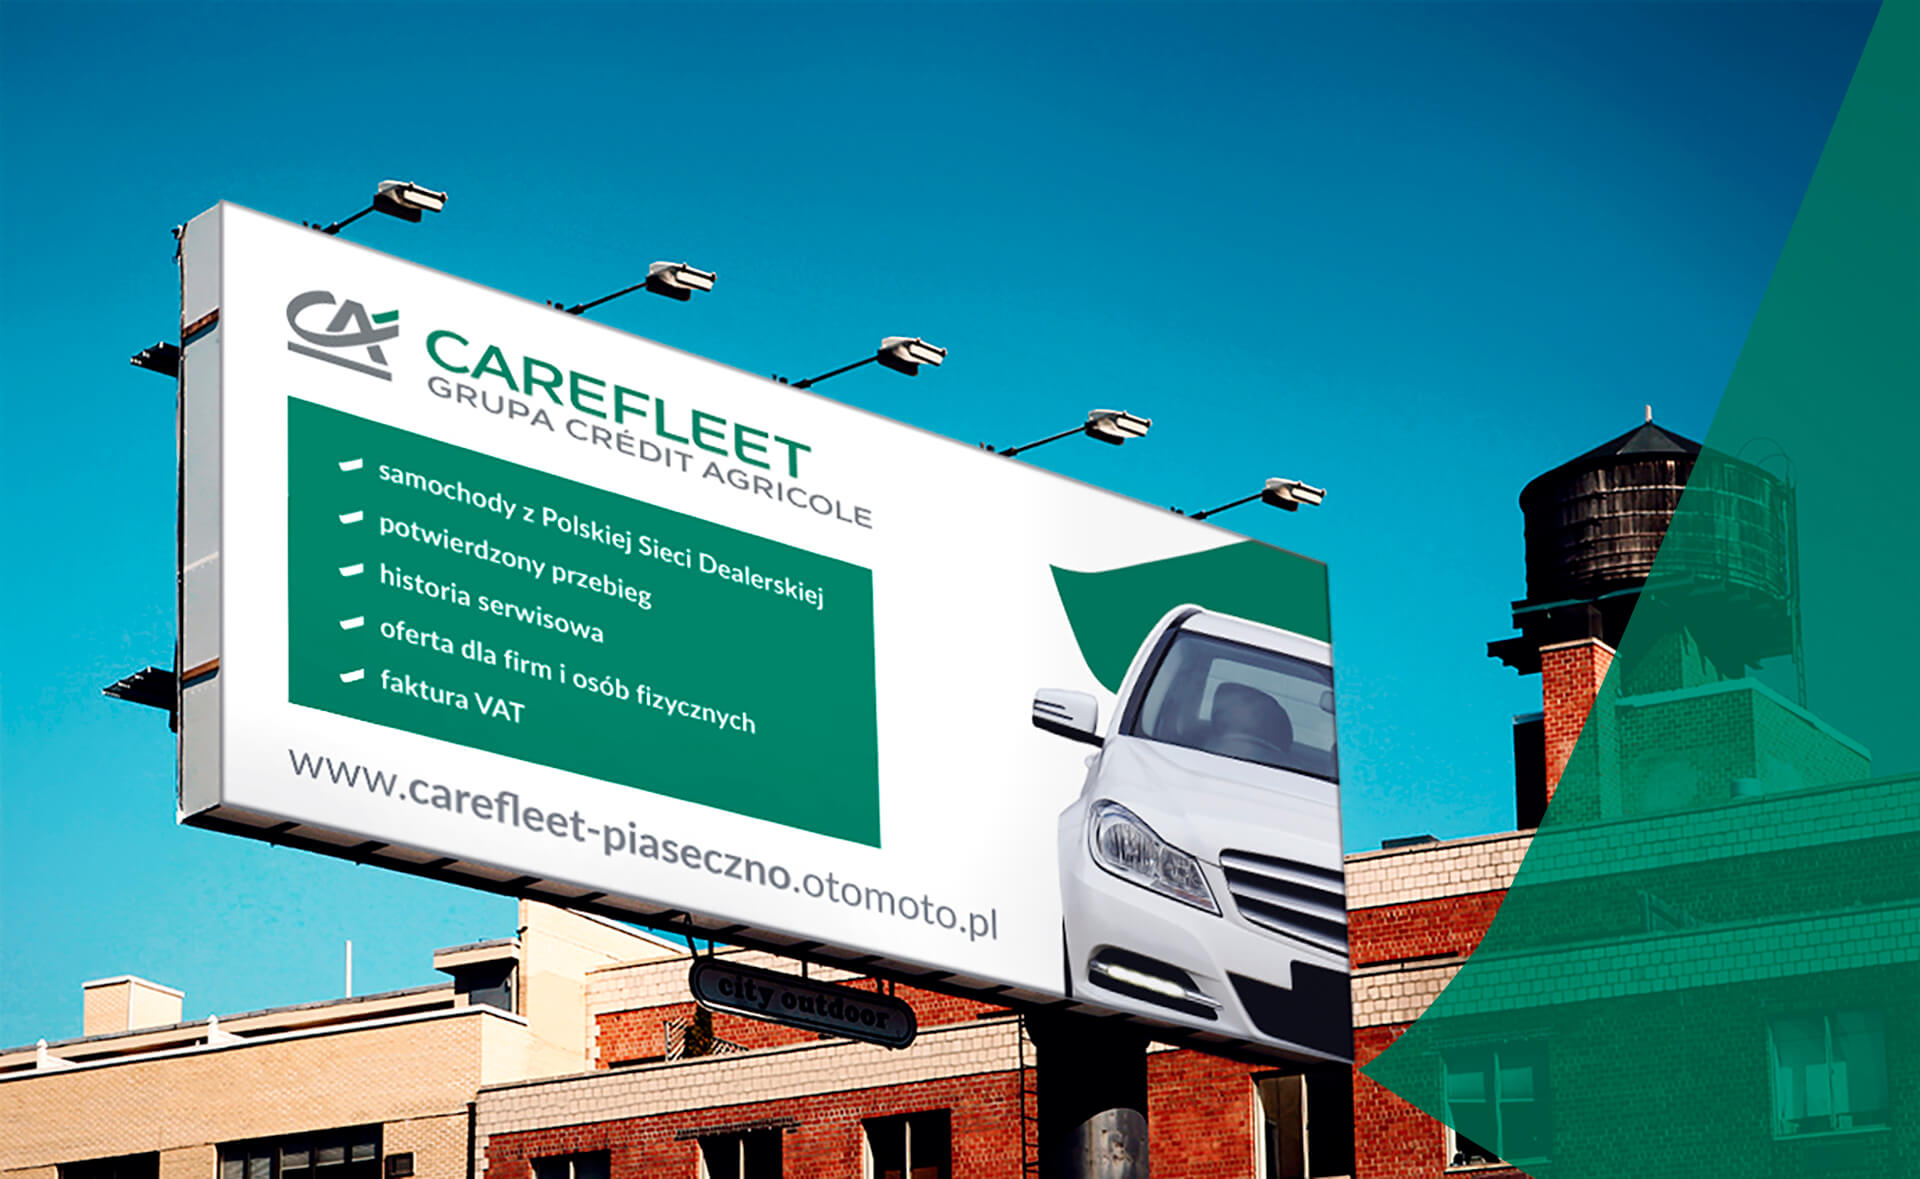 CA
CAREFLEET
GRUPA CRÉDIT AGRICOLE
samochody z Polskiej Sieci Dealerskiej
potwierdzony przebieg
historia serwisowa
oferta dla firm i osób fizycznych
faktura VAT
www.carefleet-piaseczno.otomoto.pl
city outdoor